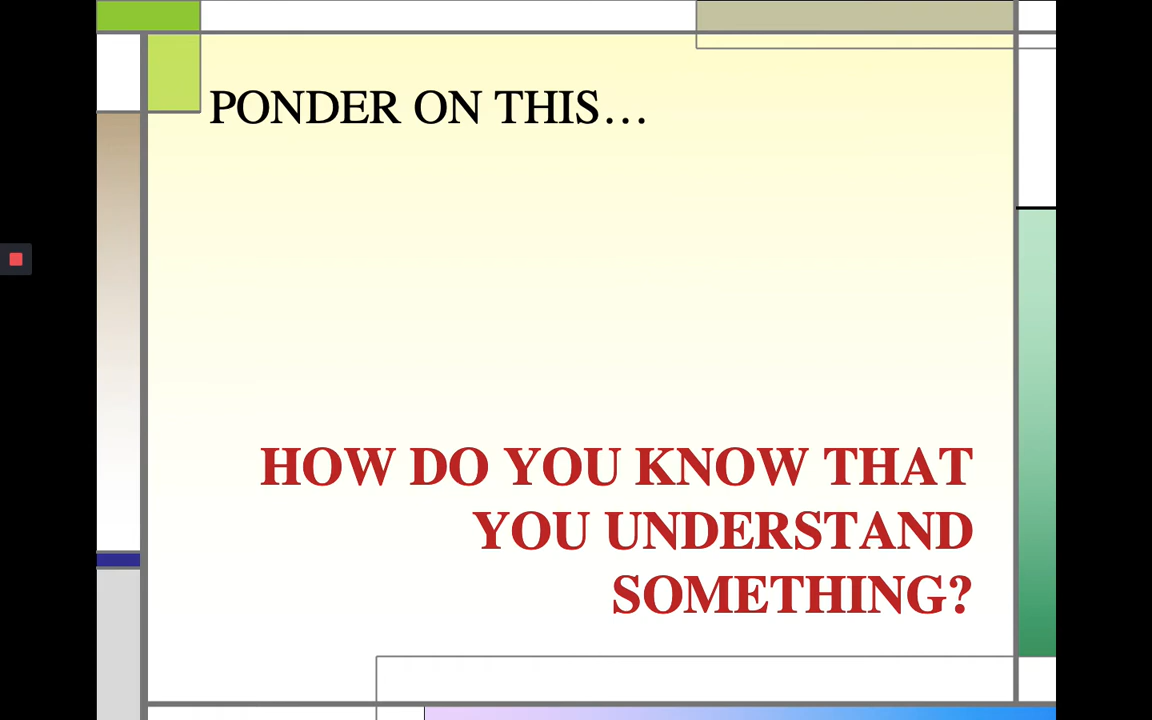 PONDER ON THIS…
HOW DO YOU KNOW THAT
YOU UNDERSTAND
SOMETHING?